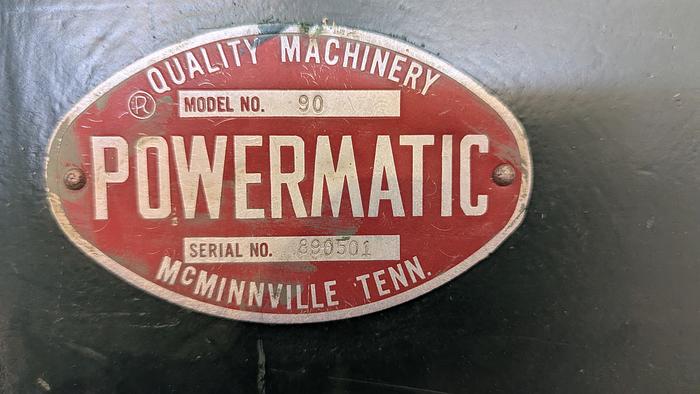 QUALITY MACHINERY
®
MODEL NO. 90
POWERMATIC
SERIAL NO. 890501
McMINNVILLE TENN.